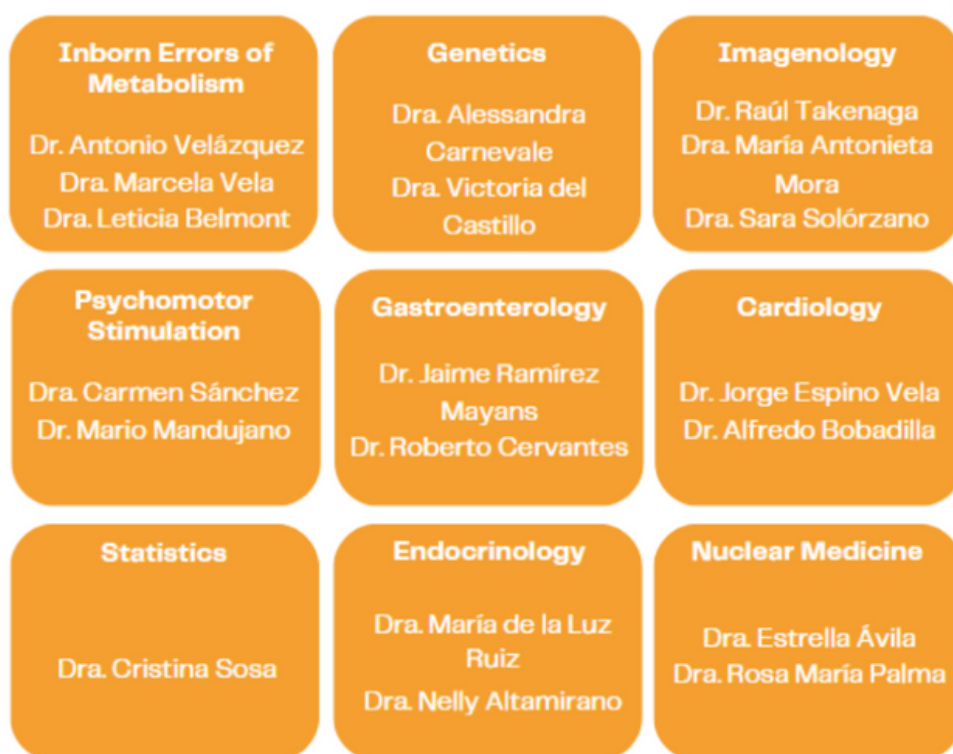 Inborn Errors of
Metabolism
Dr. Antonio Velázquez
Dra. Marcela Vela
Dra. Leticia Belmont
Genetics
Dra. Alessandra
Carnevale
Dra. Victoria del
Castillo
Imagenology
Dr. Raúl Takenaga
Dra. María Antonieta
Mora
Dra. Sara Solórzano
Psychomotor
Stimulation
Dra. Carmen Sánchez
Dr. Mario Mandujano
Gastroenterology
Dr. Jaime Ramírez
Mayans
Dr. Roberto Cervantes
Cardiology
Dr. Jorge Espino Vela
Dr. Alfredo Bobadilla
Statistics
Dra. Cristina Sosa
Endocrinology
Dra. María de la Luz
Ruiz
Dra. Nelly Altamirano
Nuclear Medicine
Dra. Estrella Ávila
Dra. Rosa María Palma